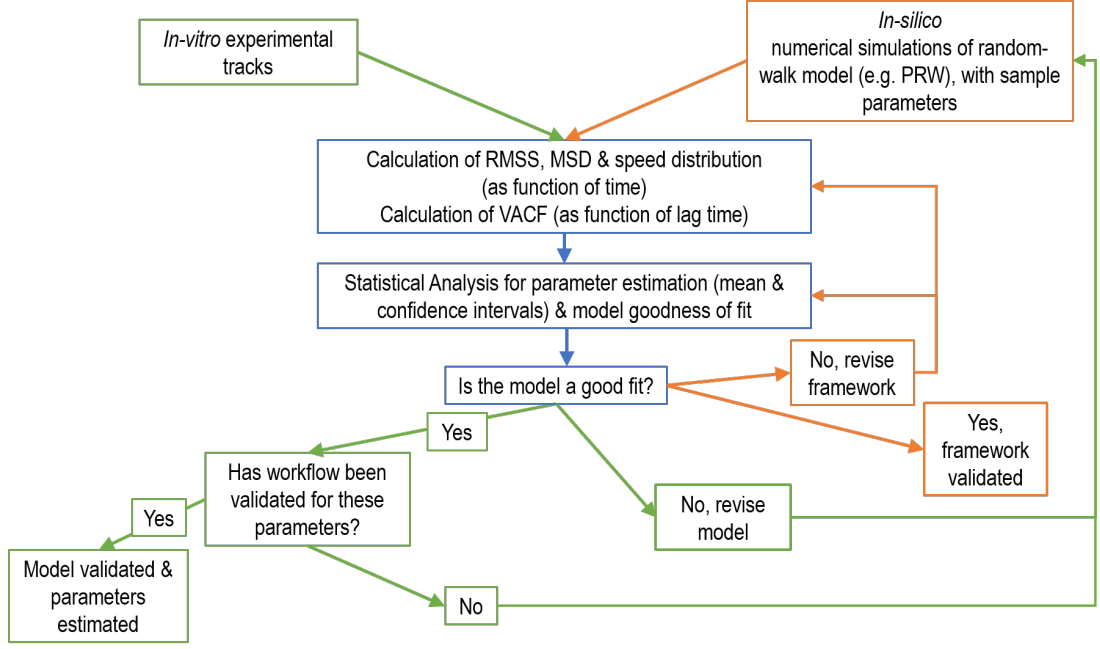 In-vitro experimental
tracks
In-silico
numerical simulations of random-
walk model (e.g. PRW), with sample
parameters
Calculation of RMSS, MSD & speed distribution
(as function of time)
Calculation of VACF (as function of lag time)
Statistical Analysis for parameter estimation (mean &
confidence intervals) & model goodness of fit
Is the model a good fit?
No, revise
framework
Yes,
framework
validated
Yes
Has workflow been
validated for these
parameters?
No, revise
model
Yes
Model validated &
parameters
estimated
No